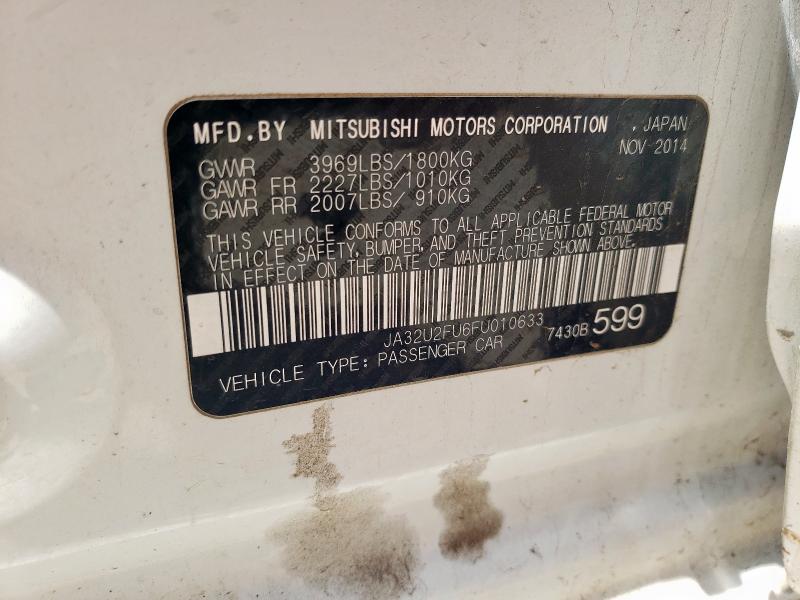 MFD.BY MITSUBISHI MOTORS CORPORATION , JAPAN
NOV-2014
GVWR 3969LBS/1800KG
GAWR FR 2227LBS/1010KG
GAWR RR 2007LBS/ 910KG
THIS VEHICLE CONFORMS TO ALL APPLICABLE FEDERAL MOTOR
VEHICLE SAFETY, BUMPER, AND THEFT PREVENTION STANDARDS
IN EFFECT ON THE DATE OF MANUFACTURE SHOWN ABOVE.
JA32U2FU6FU010633 7430B 599
VEHICLE TYPE: PASSENGER CAR